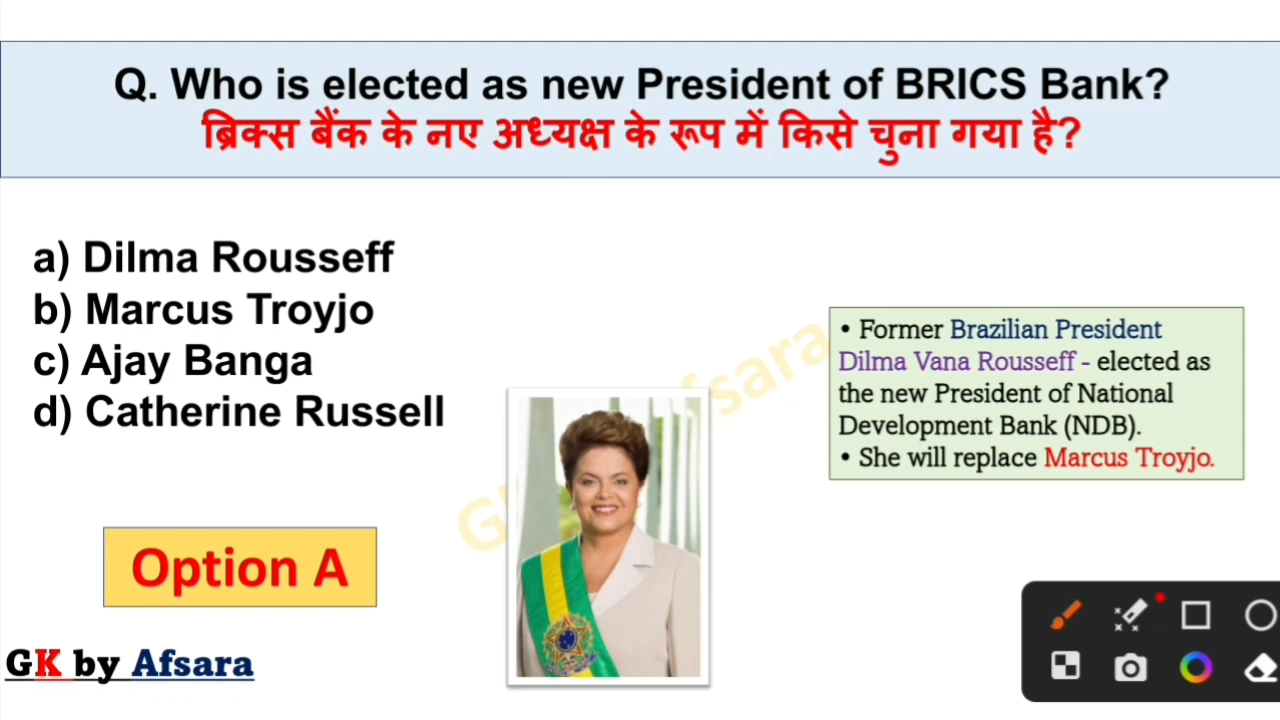 Q. Who is elected as new President of BRICS Bank?
ब्रिक्स बैंक के नए अध्यक्ष के रूप में किसे चुना गया है?
a) Dilma Rousseff
b) Marcus Troyjo
c) Ajay Banga
d) Catherine Russell
• Former Brazilian President
Dilma Vana Rousseff - elected as
the new President of National
Development Bank (NDB).
• She will replace Marcus Troyjo.
Option A
GK by Afsara